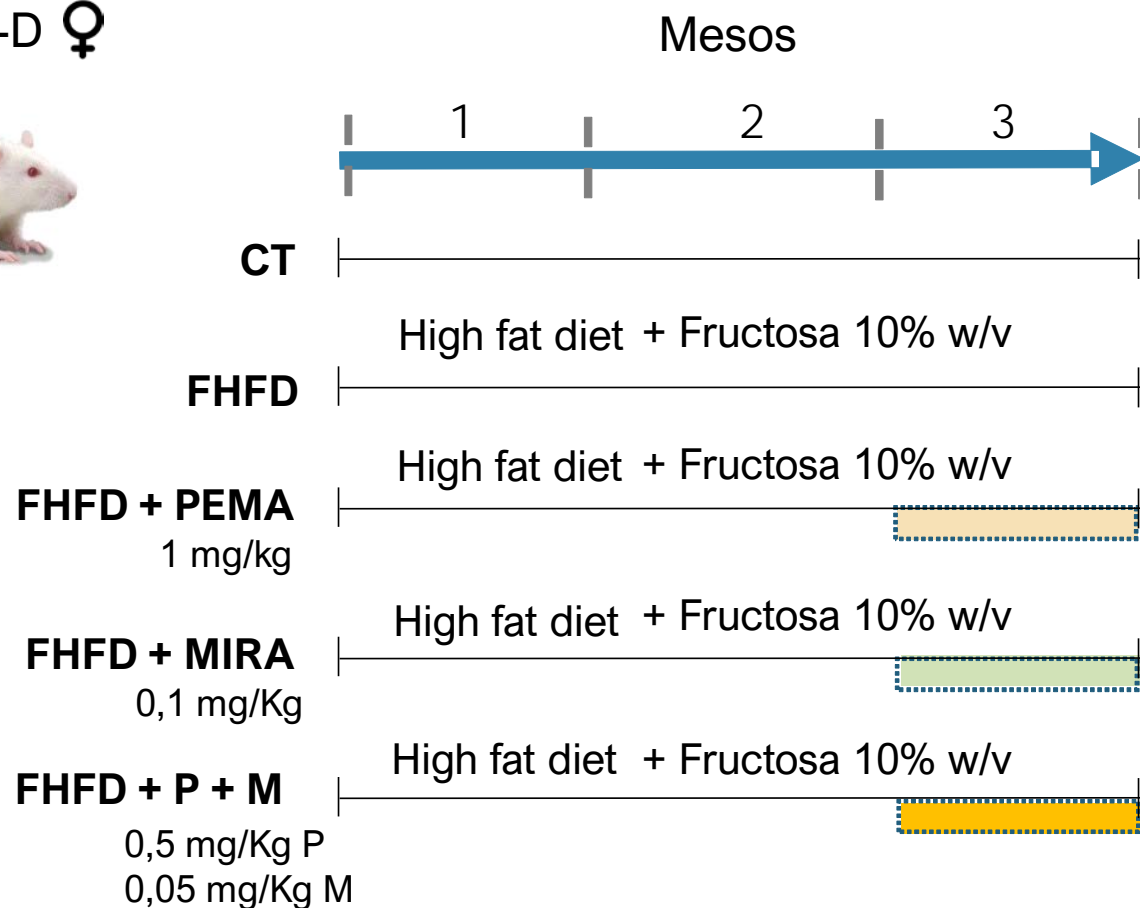 -D ♀
Mesos
1 2 3
CT
High fat diet + Fructosa 10% w/v
FHFD
High fat diet + Fructosa 10% w/v
FHFD + PEMA
1 mg/kg
High fat diet + Fructosa 10% w/v
FHFD + MIRA
0,1 mg/Kg
High fat diet + Fructosa 10% w/v
FHFD + P + M
0,5 mg/Kg P
0,05 mg/Kg M